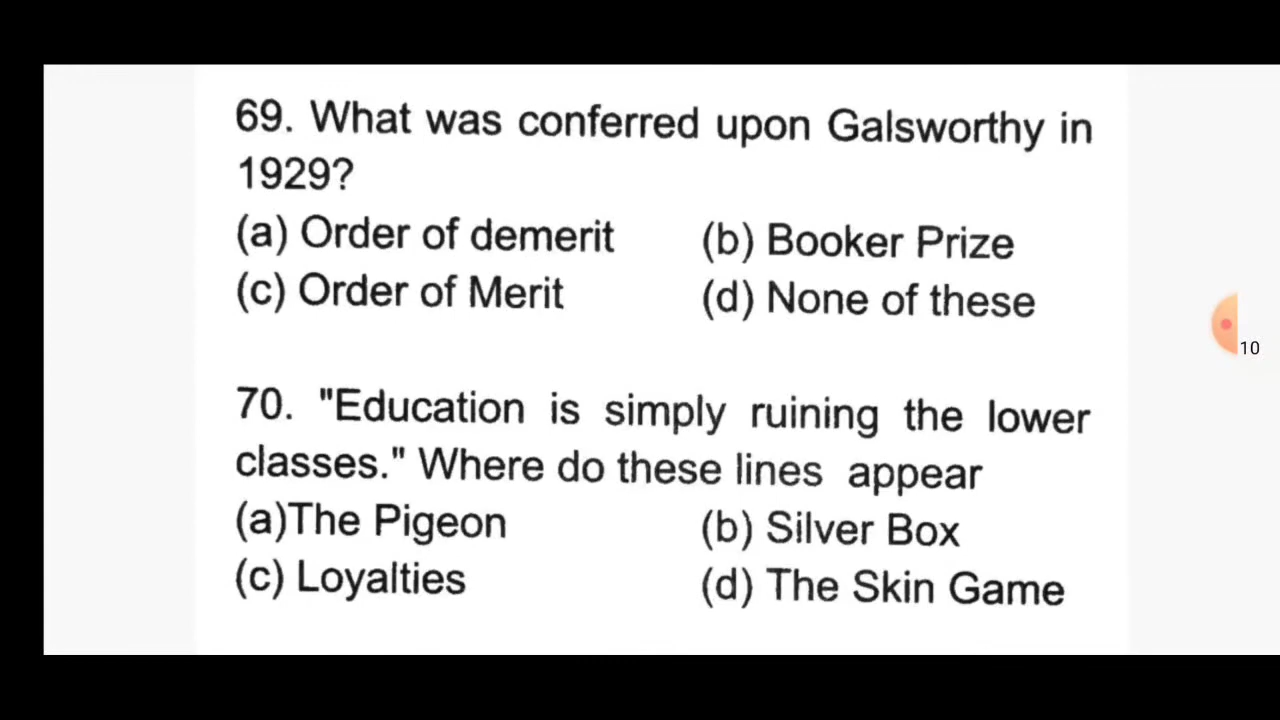 69. What was conferred upon Galsworthy in
1929?
(a) Order of demerit (b) Booker Prize
(c) Order of Merit (d) None of these
10
70. "Education is simply ruining the lower
classes." Where do these lines appear
(a)The Pigeon (b) Silver Box
(c) Loyalties (d) The Skin Game